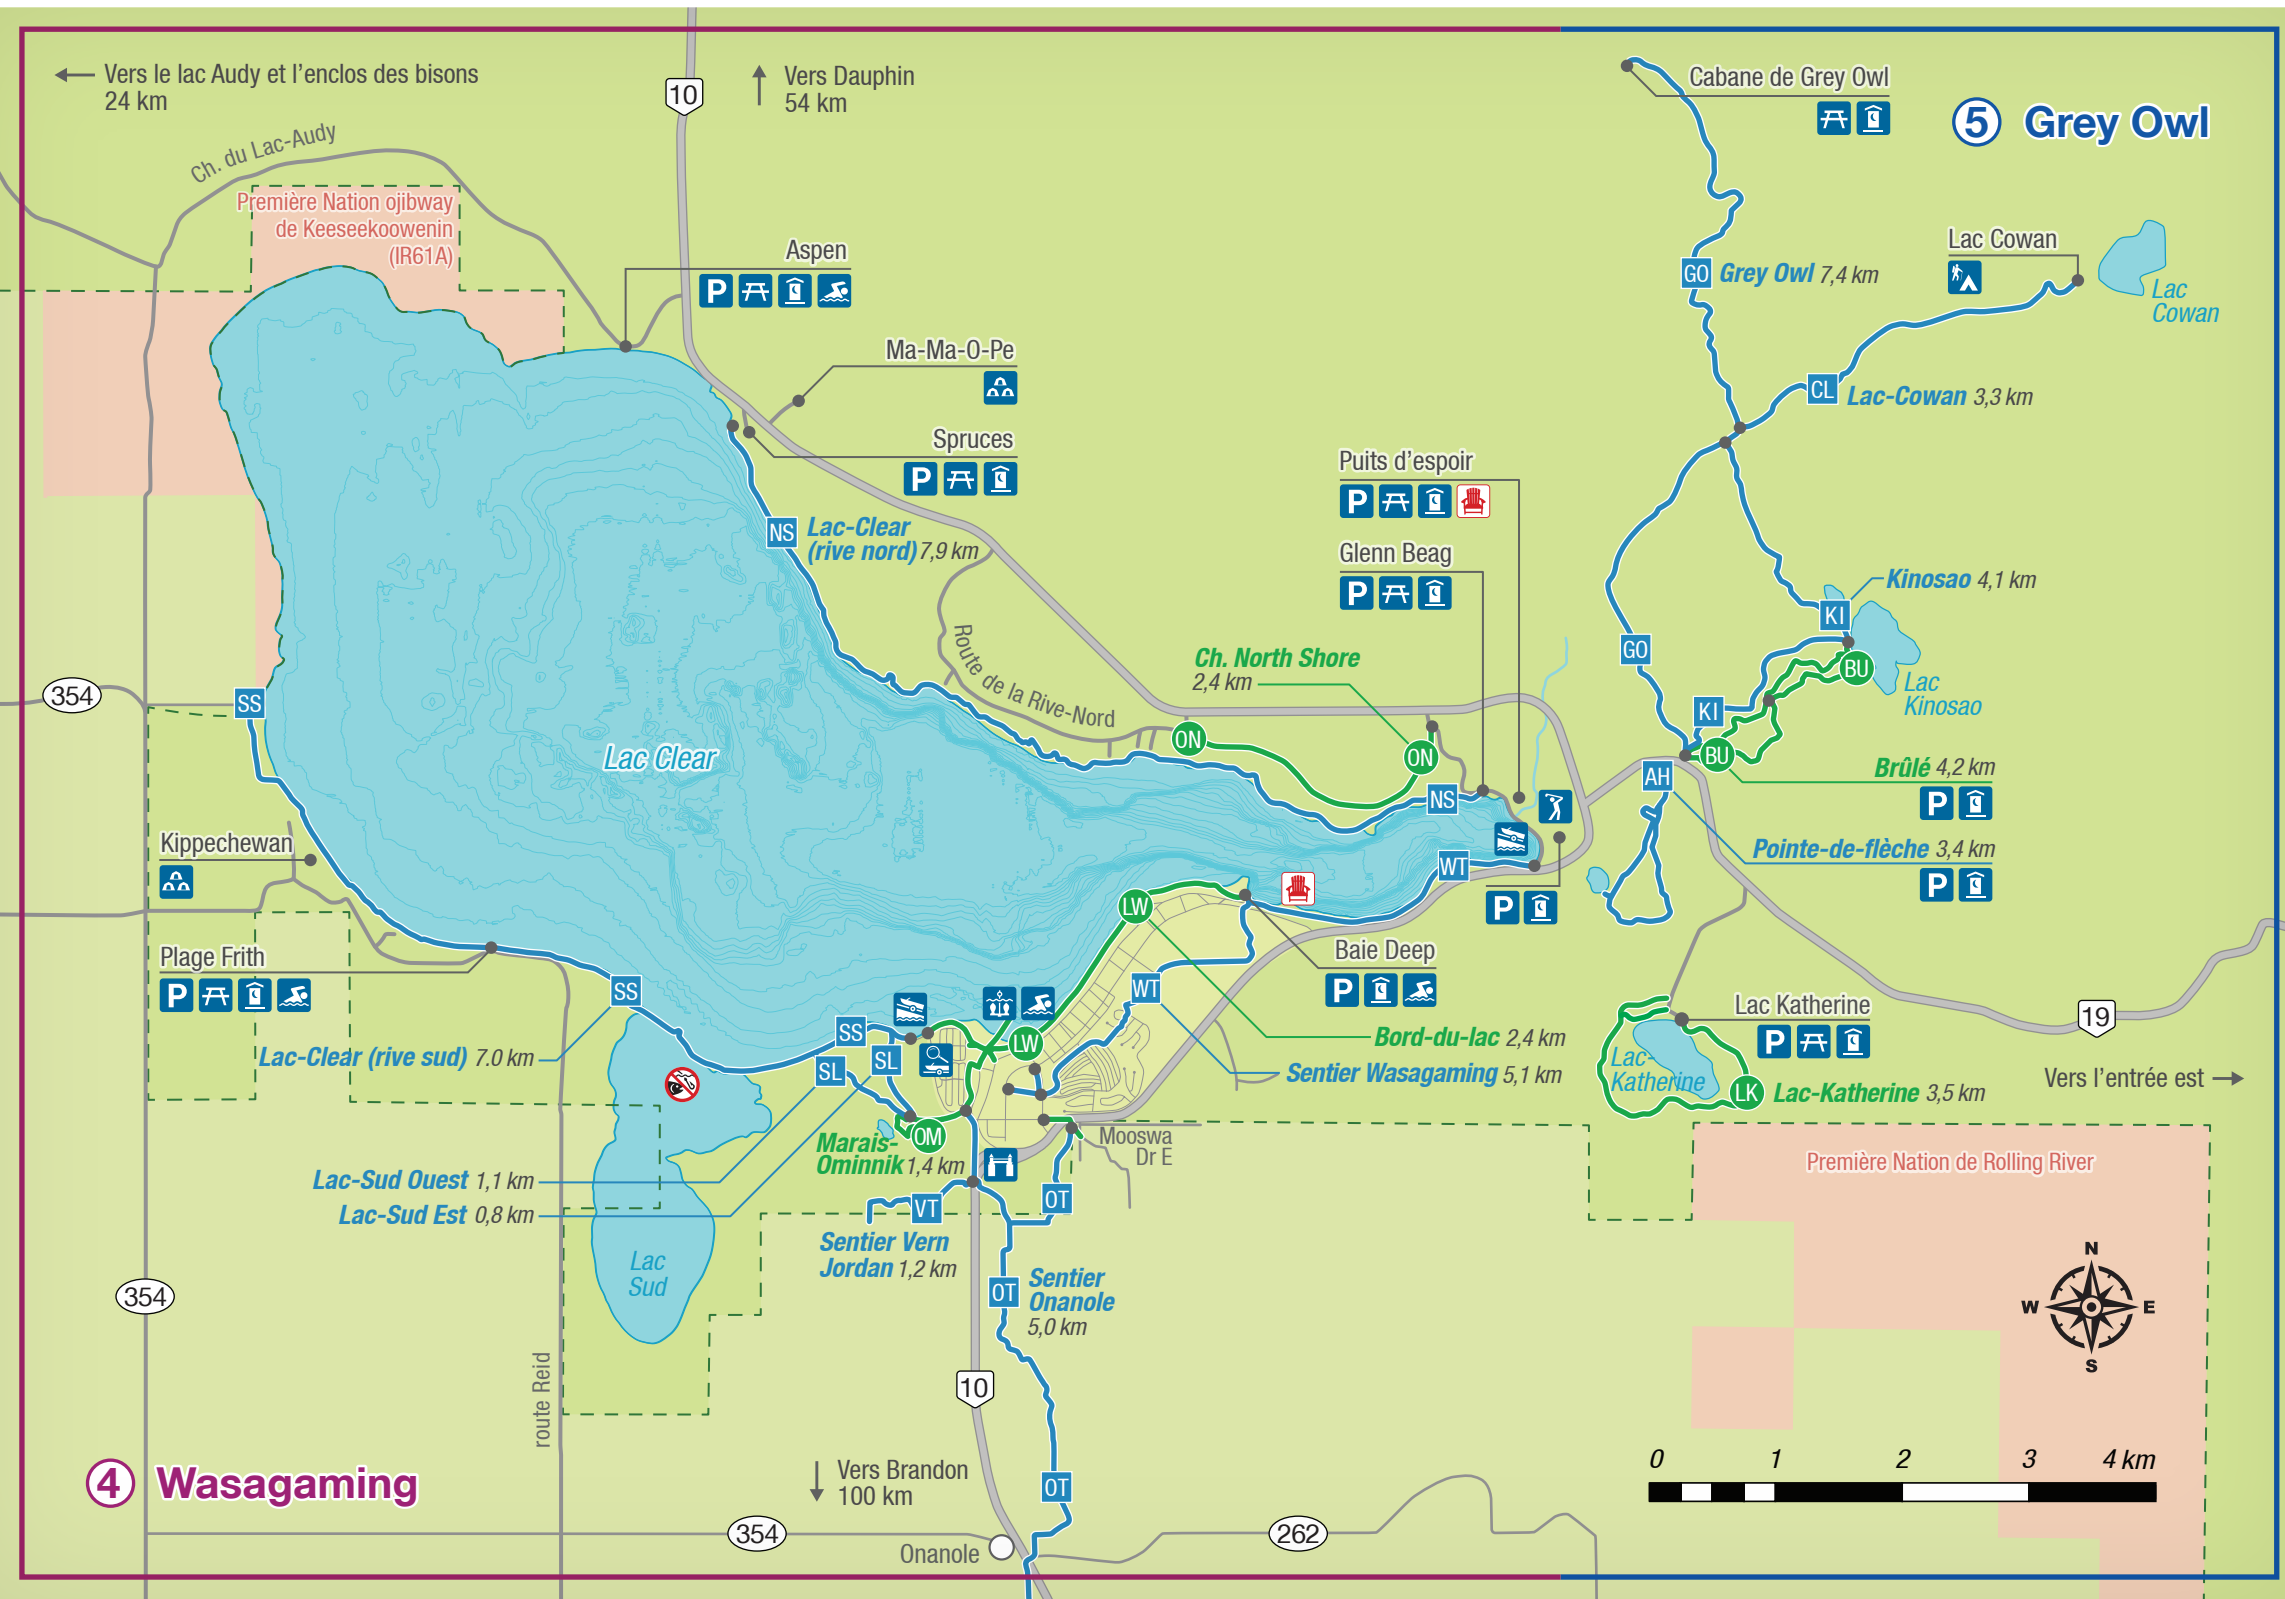 Vers le lac Audy et l'enclos des bisons
24 km
10
Vers Dauphin
54 km
Cabane de Grey Owl
5 Grey Owl
Ch. du Lac-Audy
Première Nation ojibway
de Keeseekoowenin
(IR61A)
Aspen
P
Lac Cowan
GO Grey Owl 7,4 km
Lac
Cowan
Ma-Ma-O-Pe
CL Lac-Cowan 3,3 km
Spruces
P
Puits d'espoir
P
NS Lac-Clear
(rive nord) 7,9 km
Glenn Beag
P
Kinosao 4,1 km
KI
Route de la Rive-Nord
Ch. North Shore
2,4 km
GO
BU
Lac
Kinosao
354
SS
KI
ON
ON
BU
Lac Clear
AH
Brûlé 4,2 km
P
NS
Kippechewan
Pointe-de-flèche 3,4 km
P
WT
LW
P
Plage Frith
P
Baie Deep
P
SS
WT
Lac Katherine
P
19
SS
LW
Bord-du-lac 2,4 km
Lac-Clear (rive sud) 7.0 km
SL
SL
Sentier Wasagaming 5,1 km
Lac-
Katherine
Vers l'entrée est
LK Lac-Katherine 3,5 km
OM
Marais-
Ominnik 1,4 km
Mooswa
Dr E
Première Nation de Rolling River
Lac-Sud Ouest 1,1 km
Lac-Sud Est 0,8 km
VT
OT
Sentier Vern
Jordan 1,2 km
Lac
Sud
N
W E
S
354
OT Sentier
Onanole
5,0 km
10
route Reid
0 1 2 3 4 km
4 Wasagaming
Vers Brandon
100 km
OT
354
262
Onanole